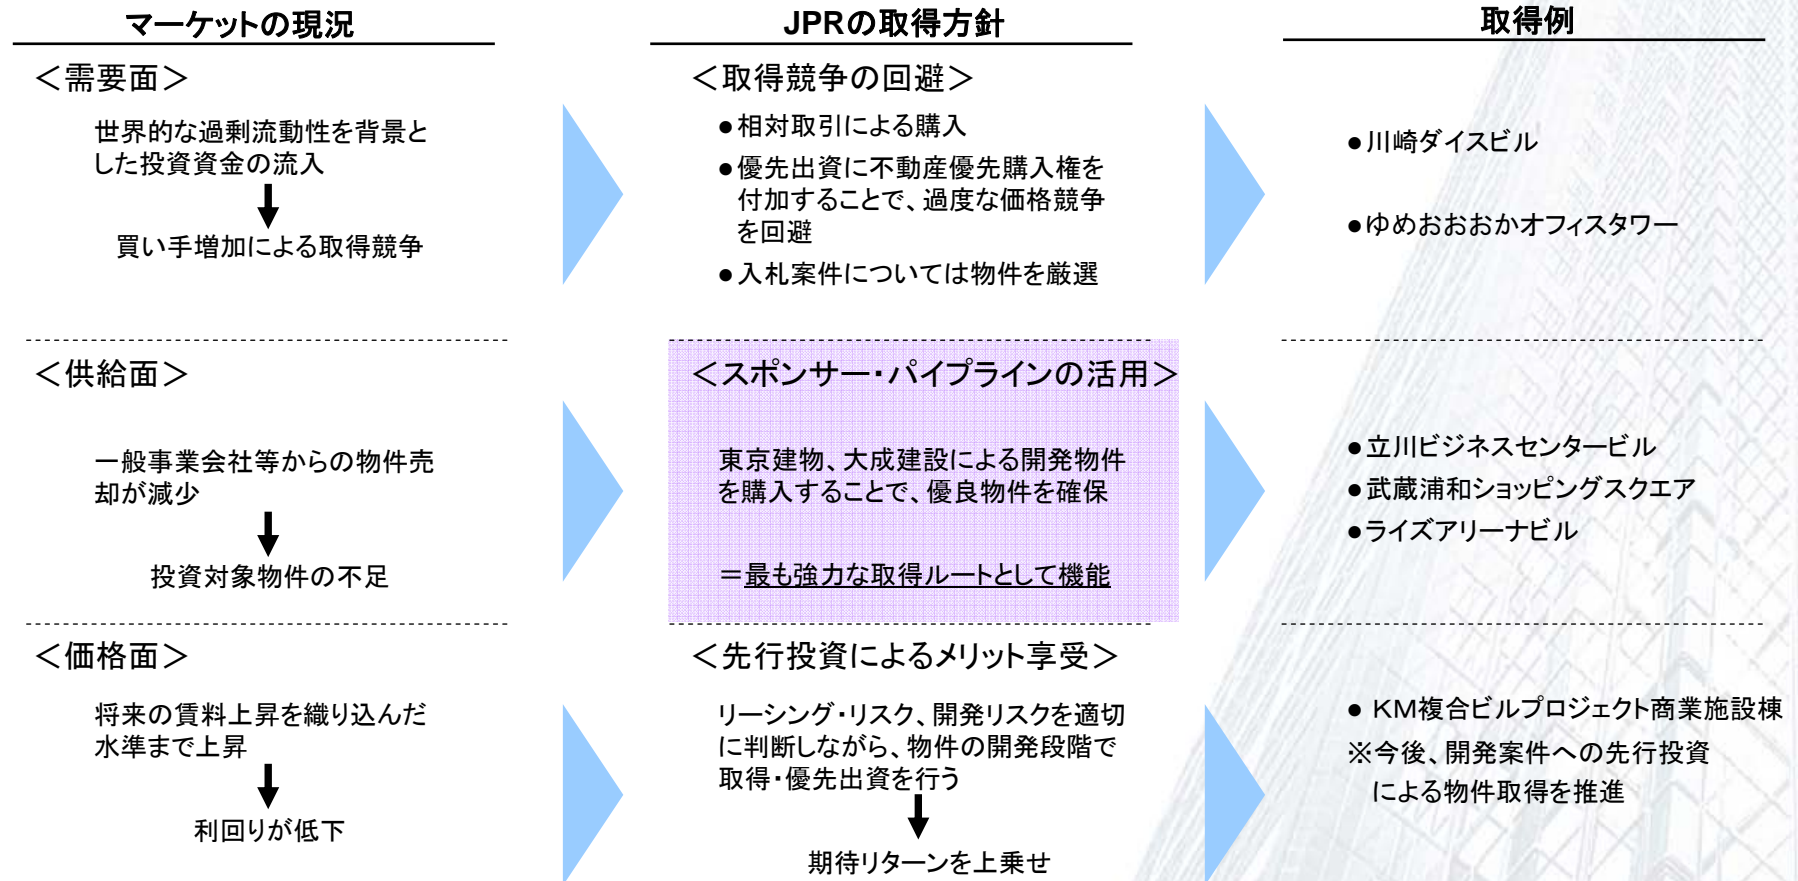 マーケットの現況
JPRの取得方針
取得例
＜需要面＞
世界的な過剰流動性を背景と
した投資資金の流入
買い手増加による取得競争
＜取得競争の回避＞
●相対取引による購入
●優先出資に不動産優先購入権を
付加することで、過度な価格競争
を回避
●入札案件については物件を厳選
●川崎ダイスビル
●ゆめおおおかオフィスタワー
＜供給面＞
一般事業会社等からの物件売
却が減少
投資対象物件の不足
＜スポンサー・パイプラインの活用＞
東京建物、大成建設による開発物件
を購入することで、優良物件を確保
＝最も強力な取得ルートとして機能
●立川ビジネスセンタービル
●武蔵浦和ショッピングスクエア
●ライズアリーナビル
＜価格面＞
将来の賃料上昇を織り込んだ
水準まで上昇
利回りが低下
＜先行投資によるメリット享受＞
リーシング・リスク、開発リスクを適切
に判断しながら、物件の開発段階で
取得・優先出資を行う
期待リターンを上乗せ
● KM複合ビルプロジェクト商業施設棟
※今後、開発案件への先行投資
による物件取得を推進